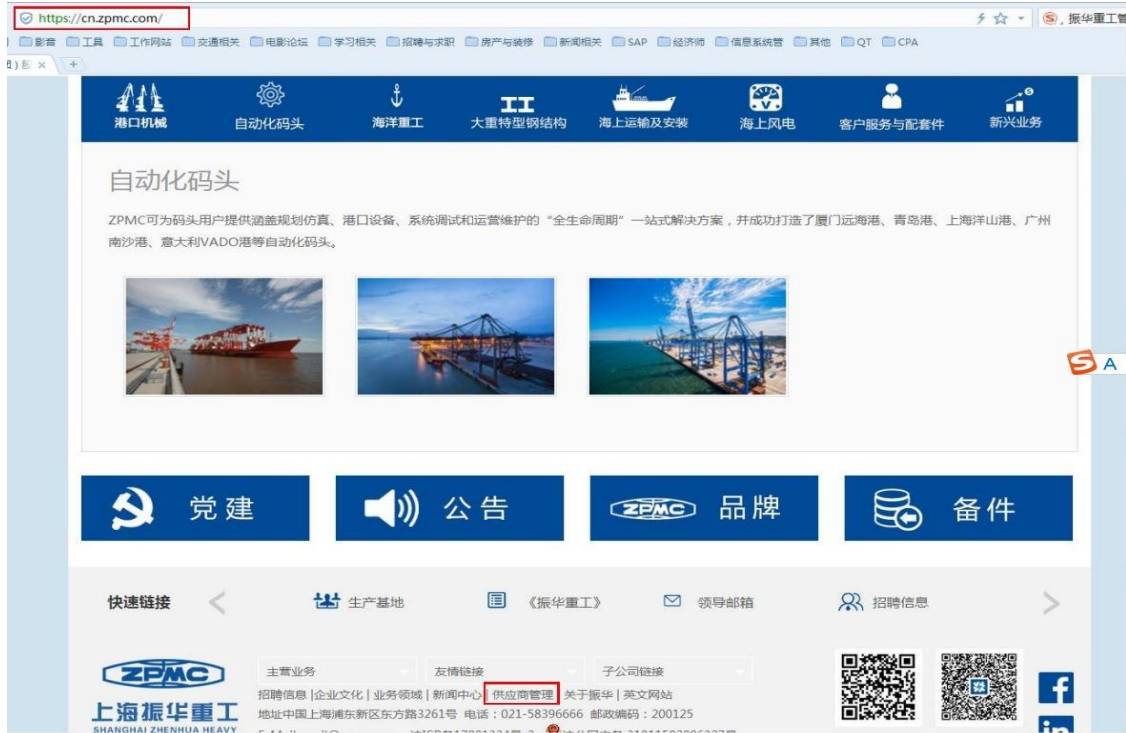 https://cn.zpmc.com/
振华重工管
影音 工具 工作网站 交通相关 电影论坛 学习相关 招聘与求职 房产与装修 新闻相关 SAP 经济师 信息系统管 其他 QT CPA
港口机械 自动化码头 海洋重工 大重特型钢结构 海上运输及安装 海上风电 客户服务与配套件 新兴业务
自动化码头
ZPMC可为码头用户提供涵盖规划仿真、港口设备、系统调试和运营维护的“全生命周期”一站式解决方案,并成功打造了厦门远海港、青岛港、上海洋山港、广州
南沙港、意大利VADO港等自动化码头。
A
党建 公告 ZPMC 品牌 备件
快速链接 生产基地 《振华重工》 领导邮箱 招聘信息
ZPMC
主营业务 友情链接 子公司链接
招聘信息 |企业文化 | 业务领域 | 新闻中心 | 供应商管理 | 关于振华 | 英文网站
上海振华重工
地址中国上海浦东新区东方路3261号 电话:021-58396666 邮政编码:200125
SHANGHAI ZHENHUA HEAVY